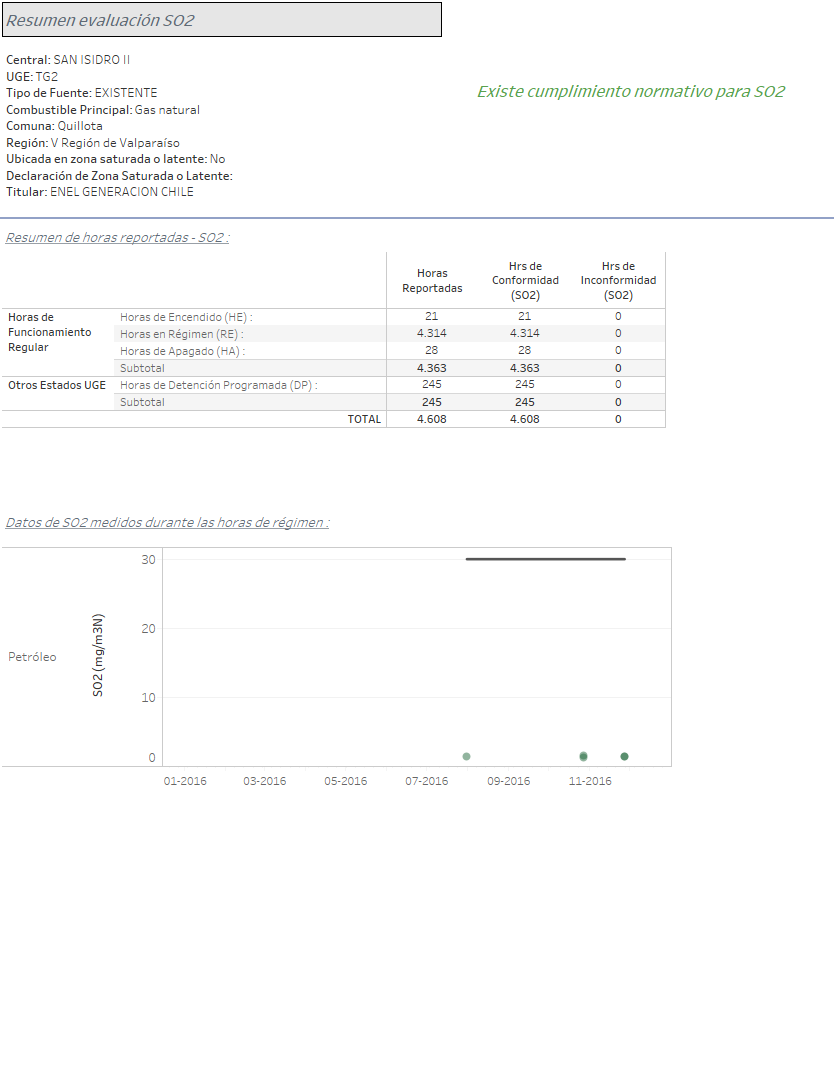 Resumen evaluación SO2
Central: SAN ISIDRO II
UGE: TG2
Tipo de Fuente: EXISTENTE
Combustible Principal: Gas natural
Comuna: Quillota
Región: V Región de Valparaíso
Ubicada en zona saturada o latente: No
Declaración de Zona Saturada o Latente:
Titular: ENEL GENERACION CHILE
Existe cumplimiento normativo para SO2
Resumen de horas reportadas - SO2 :
Horas Reportadas Hrs de Conformidad (SO2) Hrs de Inconformidad (SO2)
Horas de Funcionamiento Regular
Horas de Encendido (HE) : 21 21 0
Horas en Régimen (RE) : 4.314 4.314 0
Horas de Apagado (HA) : 28 28 0
Subtotal 4.363 4.363 0
Otros Estados UGE Horas de Detención Programada (DP) : 245 245 0
Subtotal 245 245 0
TOTAL 4.608 4.608 0
Datos de SO2 medidos durante las horas de régimen :
Petróleo
SO2 (mg/m3N)
30
20
10
0
01-2016 03-2016 05-2016 07-2016 09-2016 11-2016